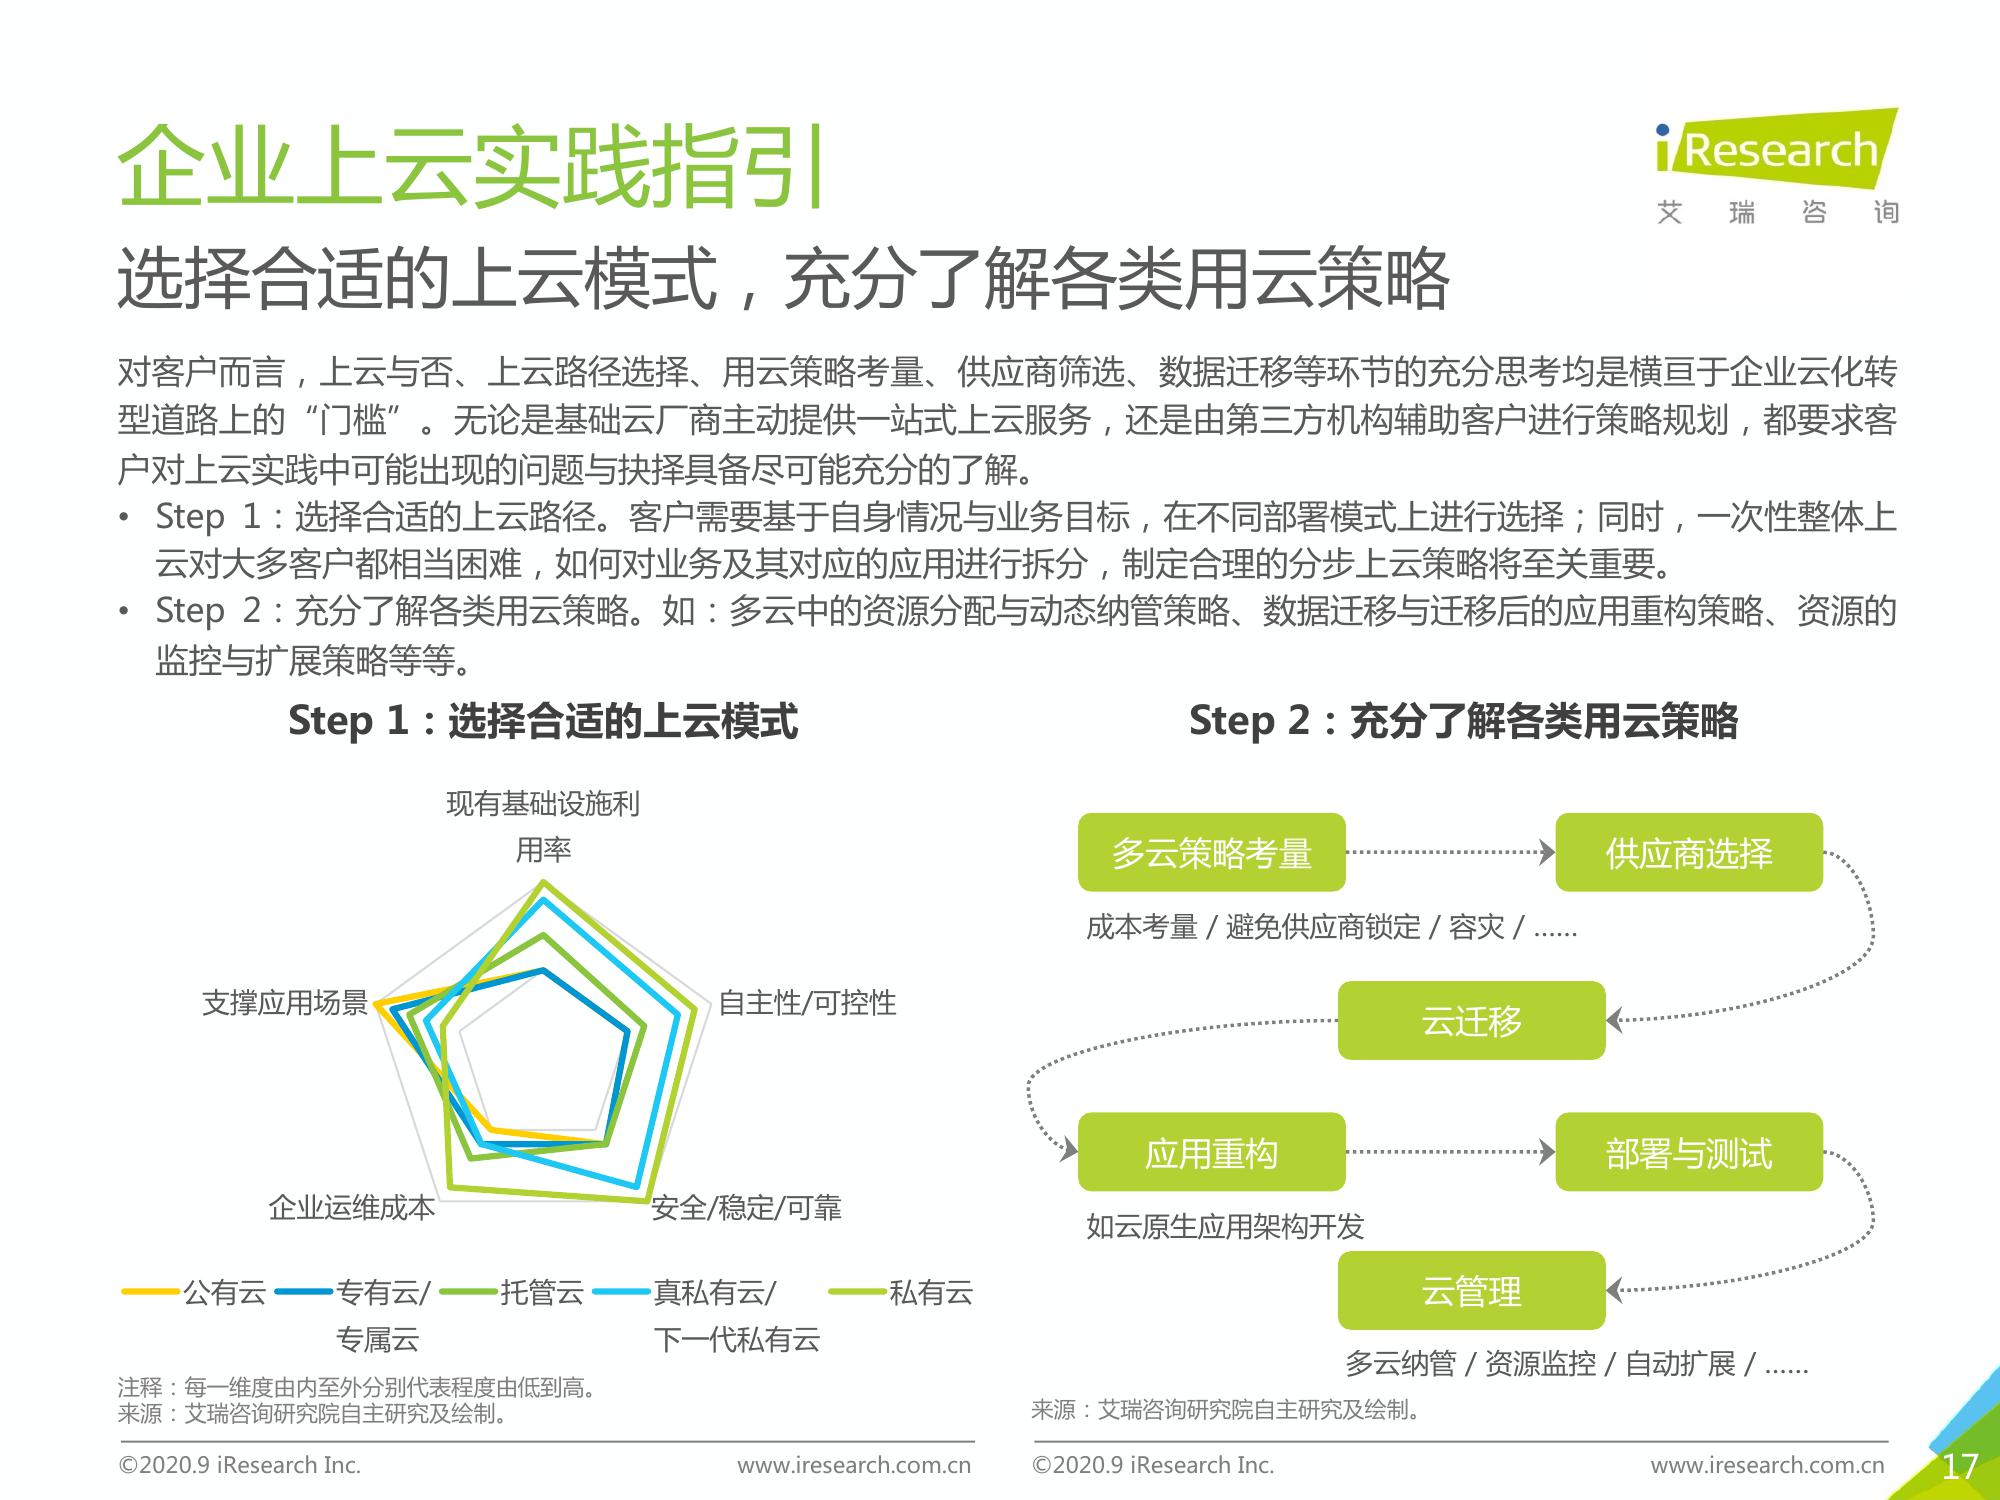 企业上云实践指引
iResearch
艾瑞咨询
选择合适的上云模式，充分了解各类用云策略
对客户而言，上云与否、上云路径选择、用云策略考量、供应商筛选、数据迁移等环节的充分思考均是横亘于企业云化转
型道路上的“门槛”。无论是基础云厂商主动提供一站式上云服务，还是由第三方机构辅助客户进行策略规划，都要求客
户对上云实践中可能出现的问题与抉择具备尽可能充分的了解。
• Step 1：选择合适的上云路径。客户需要基于自身情况与业务目标，在不同部署模式上进行选择；同时，一次性整体上
云对大多客户都相当困难，如何对业务及其对应的应用进行拆分，制定合理的分步上云策略将至关重要。
• Step 2：充分了解各类用云策略。如：多云中的资源分配与动态纳管策略、数据迁移与迁移后的应用重构策略、资源的
监控与扩展策略等等。
Step 1：选择合适的上云模式
现有基础设施利
用率
支撑应用场景
自主性/可控性
企业运维成本
安全/稳定/可靠
公有云
专有云/
专属云
托管云
真私有云/
下一代私有云
私有云
注释：每一维度由内至外分别代表程度由低到高。
来源：艾瑞咨询研究院自主研究及绘制。
Step 2：充分了解各类用云策略
多云策略考量
供应商选择
成本考量 / 避免供应商锁定 / 容灾 / ……
云迁移
应用重构
部署与测试
如云原生应用架构开发
云管理
多云纳管 / 资源监控 / 自动扩展 / ……
来源：艾瑞咨询研究院自主研究及绘制。
©2020.9 iResearch Inc.
www.iresearch.com.cn
©2020.9 iResearch Inc.
www.iresearch.com.cn
17